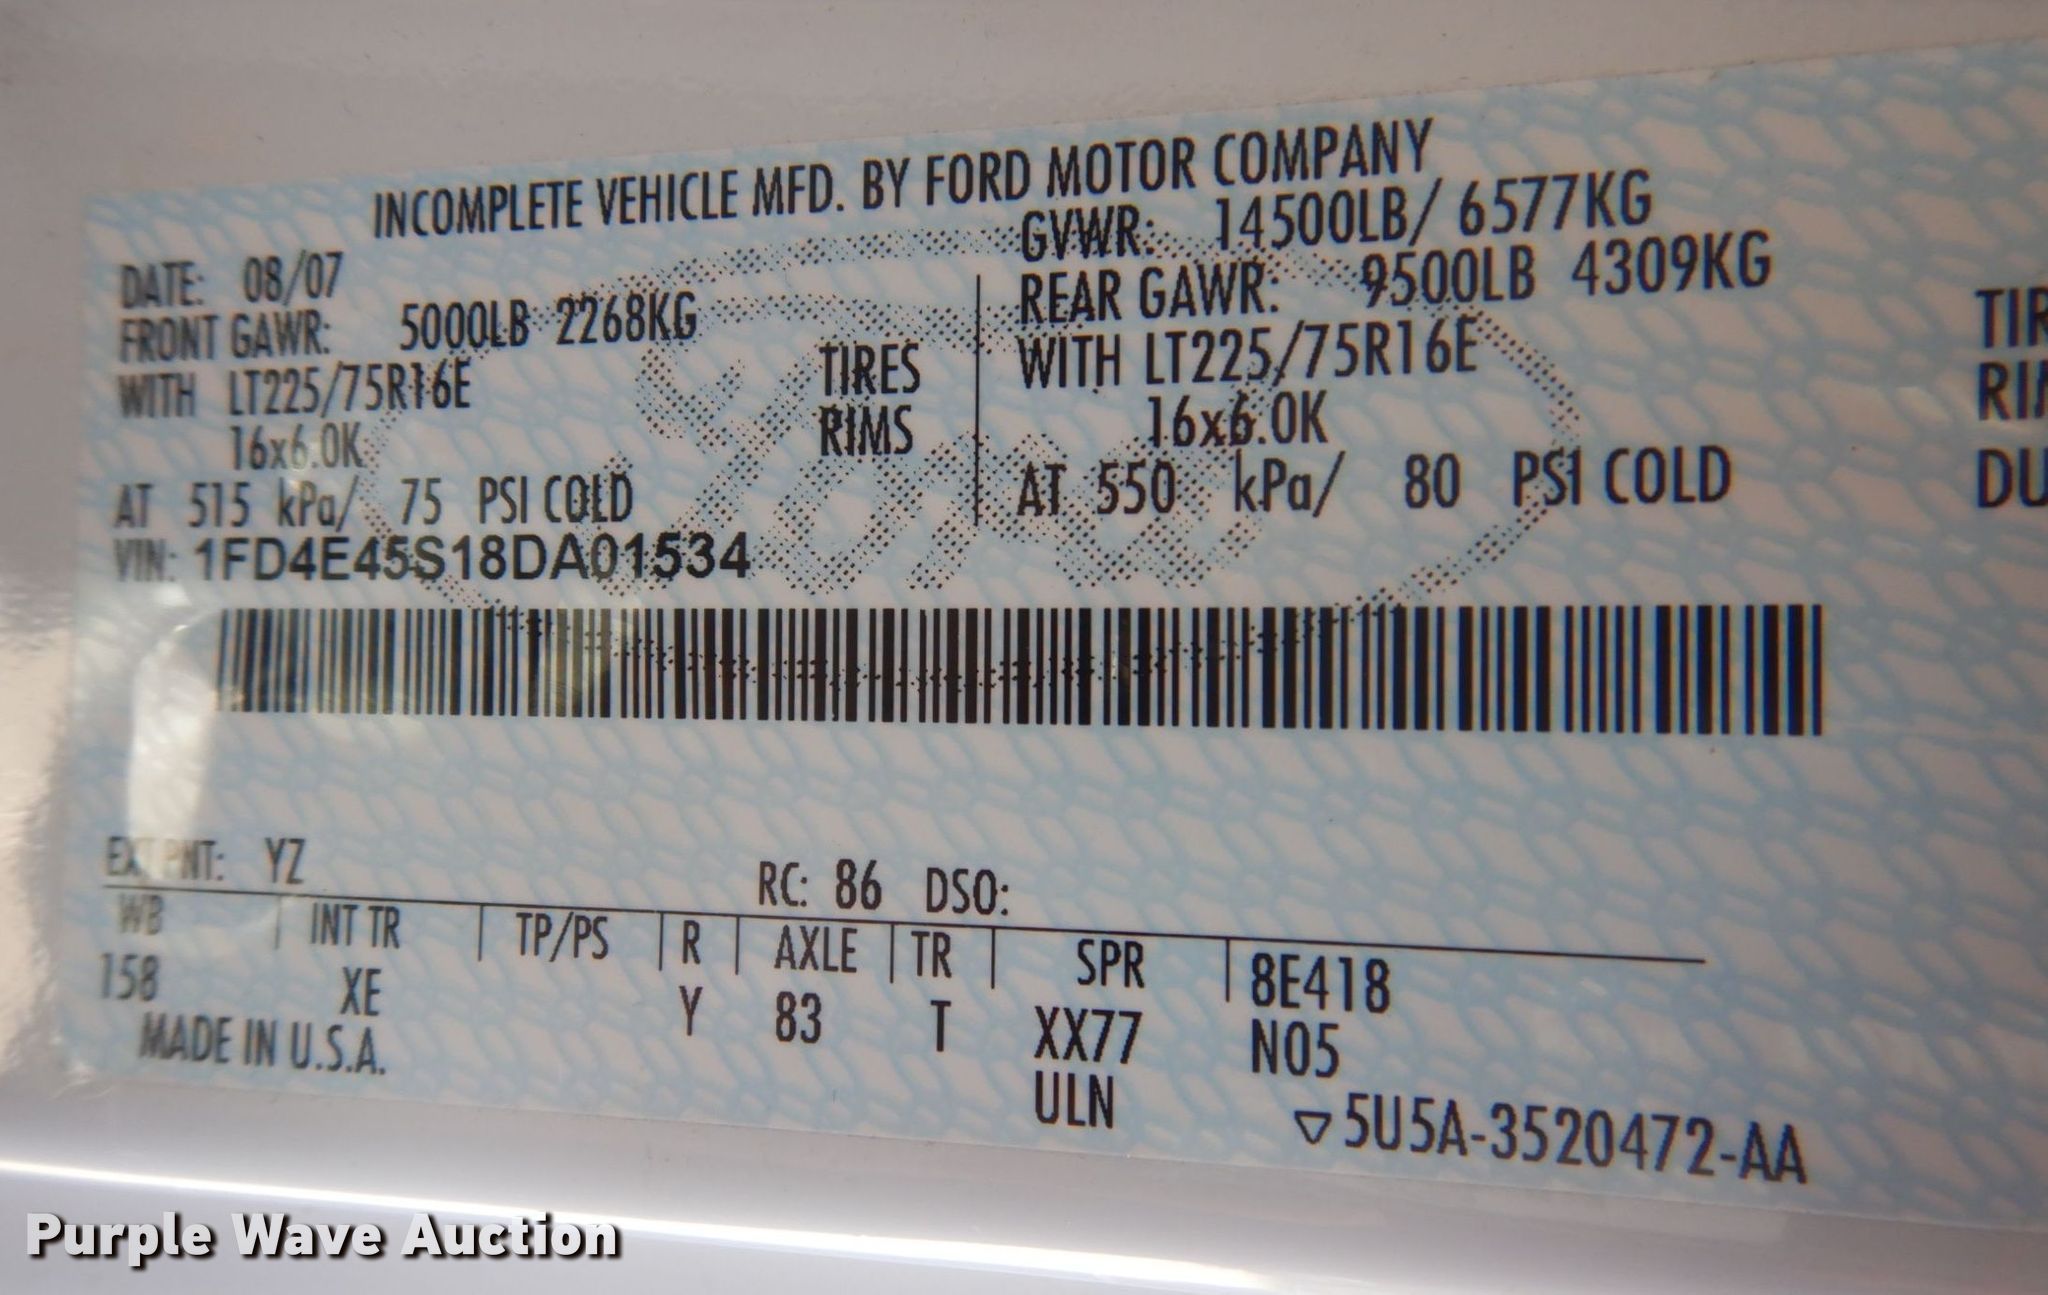 INCOMPLETE VEHICLE MFD. BY FORD MOTOR COMPANY
DATE: 08/07
GVWR: 14500LB/ 6577KG
FRONT GAWR: 5000LB 2268KG
REAR GAWR: 9500LB 4309KG
WITH LT225/75R16E
TIRES
WITH LT225/75R16E
TIR
16x6.0K
RIMS
16x6.0K
RI
AT 515 kPa/ 75 PSI COLD
AT 550 kPa/ 80 PSI COLD
DU
VIN: 1FD4E45S18DA01534
Ford
EXT PNT: YZ
RC: 86 DSO:
WB INT TR TP/PS R AXLE TR SPR 8E418
158 XE Y 83 T XX77 N05
MADE IN U.S.A.
ULN
5U5A-3520472-AA
Purple Wave Auction